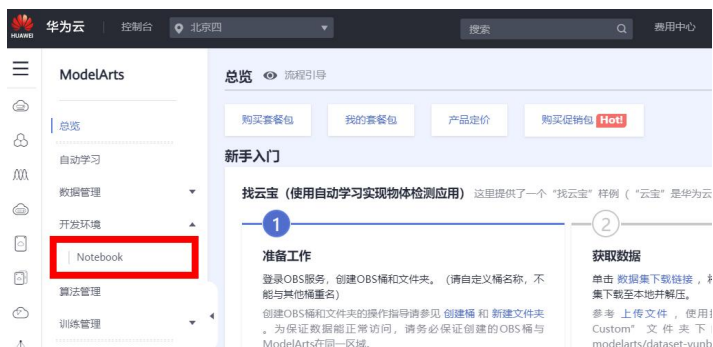 HUAWEI 华为云 控制台 北京四 搜索 费用中心
ModelArts
总览 流程引导
总览
购买套餐包 我的套餐包 产品定价 购买促销包 Hot!
自动学习
新手入门
数据管理
找云宝（使用自动学习实现物体检测应用） 这里提供了一个“找云宝”样例（“云宝”是华为云
开发环境
1 2
Notebook
准备工作 获取数据
登录OBS服务，创建OBS桶和文件夹。（请自定义桶名称，不 单击 数据集下载链接 ，
能与其他桶重名） 集下载至本地并解压。
算法管理
创建OBS桶和文件夹的操作指导请参见 创建桶 和 新建文件夹 参考 上传文件 ，使用
。为保证数据能正常访问，请务必保证创建的OBS桶与 Custom" 文件夹下
训练管理
ModelArts在同一区域。 modelarts/dataset-yunb